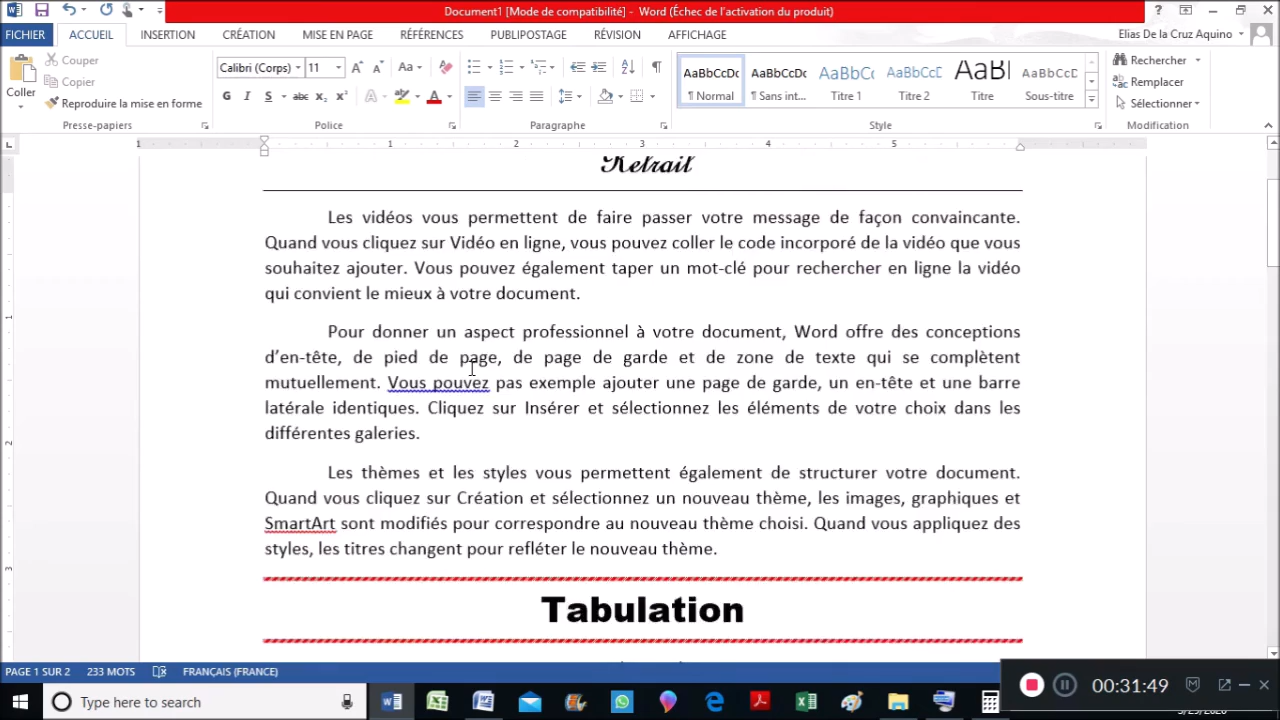 Document1 [Mode de compatibilité] - Word (Échec de l'activation du produit)
FICHIER ACCUEIL INSERTION CRÉATION MISE EN PAGE RÉFÉRENCES PUBLIPOSTAGE RÉVISION AFFICHAGE Elias De la Cruz Aquino
Couper
Copier
Reproduire la mise en forme
Coller
Presse-papiers
Calibri (Corps) 11
Police
Paragraphe
AaBbCcDc AaBbCcDc AaBbC AaBbCcD AaB AaBbCcD
¶ Normal ¶ Sans int... Titre 1 Titre 2 Titre Sous-titre
Style
Rechercher
Remplacer
Sélectionner
Modification
1 1 2 3 4 5
Retrait
Les vidéos vous permettent de faire passer votre message de façon convaincante.
Quand vous cliquez sur Vidéo en ligne, vous pouvez coller le code incorporé de la vidéo que vous
souhaitez ajouter. Vous pouvez également taper un mot-clé pour rechercher en ligne la vidéo
qui convient le mieux à votre document.
Pour donner un aspect professionnel à votre document, Word offre des conceptions
d'en-tête, de pied de page, de page de garde et de zone de texte qui se complètent
mutuellement. Vous pouvez pas exemple ajouter une page de garde, un en-tête et une barre
latérale identiques. Cliquez sur Insérer et sélectionnez les éléments de votre choix dans les
différentes galeries.
Les thèmes et les styles vous permettent également de structurer votre document.
Quand vous cliquez sur Création et sélectionnez un nouveau thème, les images, graphiques et
SmartArt sont modifiés pour correspondre au nouveau thème choisi. Quand vous appliquez des
styles, les titres changent pour refléter le nouveau thème.
Tabulation
PAGE 1 SUR 2 233 MOTS FRANÇAIS (FRANCE)
Type here to search
00:31:49